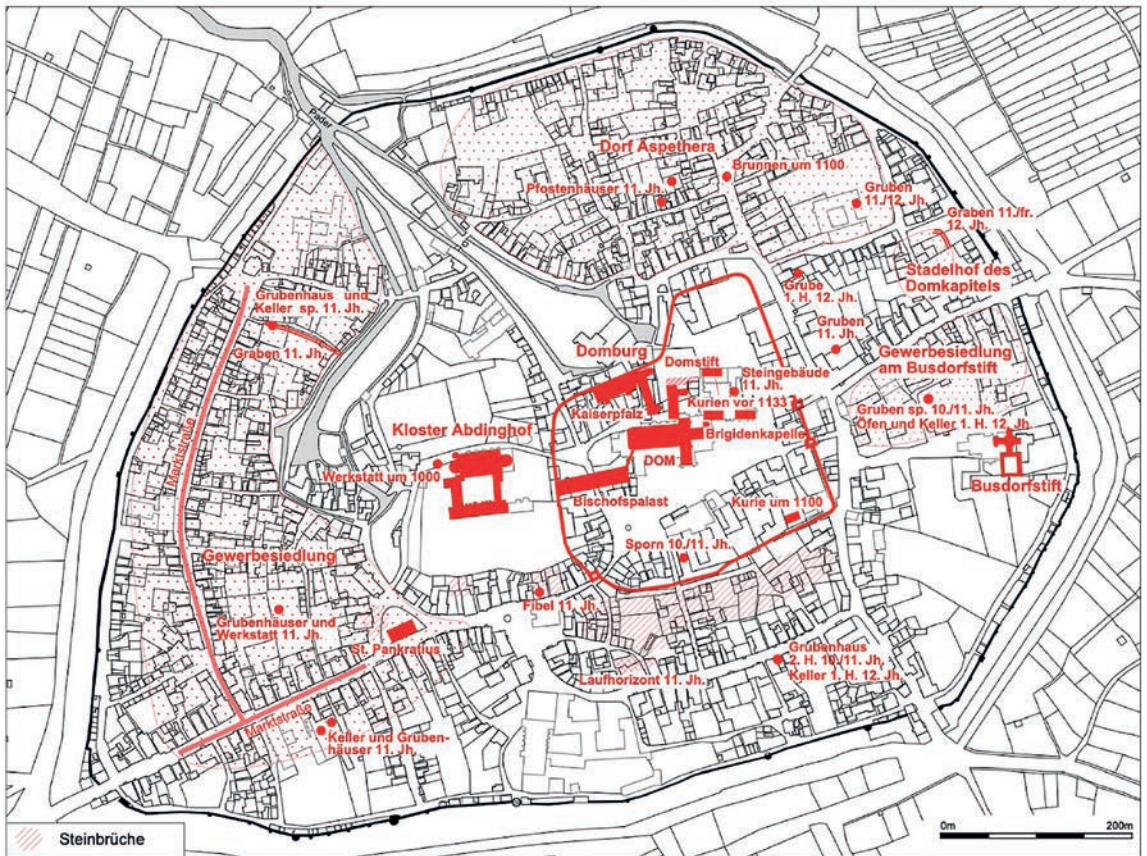 Pader
Dorf Aspethera
Brunnen um 1100
Pfostenhäuser 11. Jh.
Gruben
11./12. Jh.
Graben 11./fr.
12. Jh.
Stadelhof des
Domkapitels
Grube
1. H. 12. Jh.
Gruben
11. Jh.
Grubenhaus und
Keller sp. 11. Jh.
Graben 11. Jh.
Domburg
Domstift
Steingebäude
11. Jh.
Kaiserpfalz
Kurien vor 1133
Brigidenkapelle
DOM
Gewerbesiedlung
am Busdorfstift
Gruben sp. 10./11. Jh.
Öfen und Keller 1. H. 12. Jh.
Busdorfstift
Kloster Abdinghof
Werkstatt um 1000
Bischofspalast
Kurie um 1100
Sporn 10./11. Jh.
Marktstraße
Gewerbesiedlung
Fibel 11. Jh.
Grubenhäuser und
Werkstatt 11. Jh.
St. Pankratius
Laufhorizont 11. Jh.
Grubenhaus
2. H. 10./11. Jh.
Keller 1. H. 12. Jh.
Marktstraße
Keller und Gruben-
häuser 11. Jh.
Steinbrüche
0m 200m